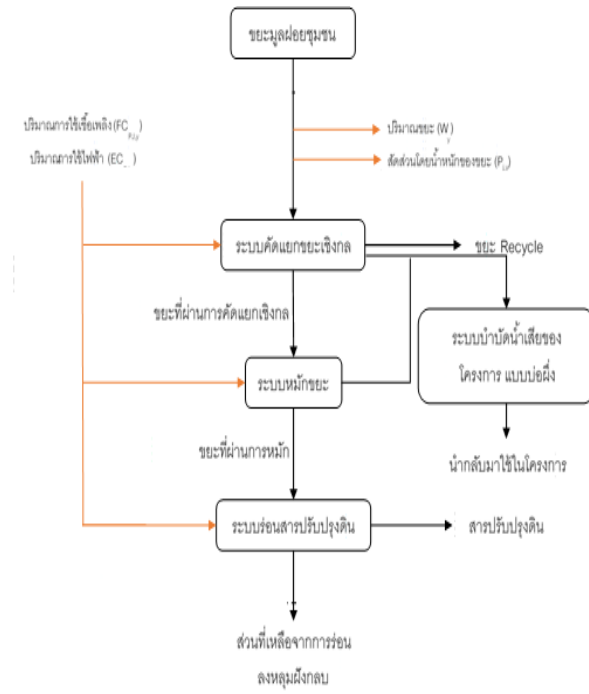 ขยะมูลฝอยชุมชน
ปริมาณการใช้เชื้อเพลิง(FC
ปริมาณการใช้ไฟฟ้า (EC
ปริมาณขยะ (W
สัดส่วนโดยน้ำหนักของขยะ (P
ระบบคัดแยกขยะเชิงกล
ขยะ Recycle
ขยะที่ผ่านการคัดแยกเชิงกล
ระบบบำบัดน้ำเสียของ
โครงการ แบบบ่อผึ่ง
ระบบหมักขยะ
ขยะที่ผ่านการหมัก
นำกลับมาใช้ในโครงการ
ระบบร่อนสารปรับปรุงดิน
สารปรับปรุงดิน
ส่วนที่เหลือจากการร่อน
ลงหลุมฝังกลบ